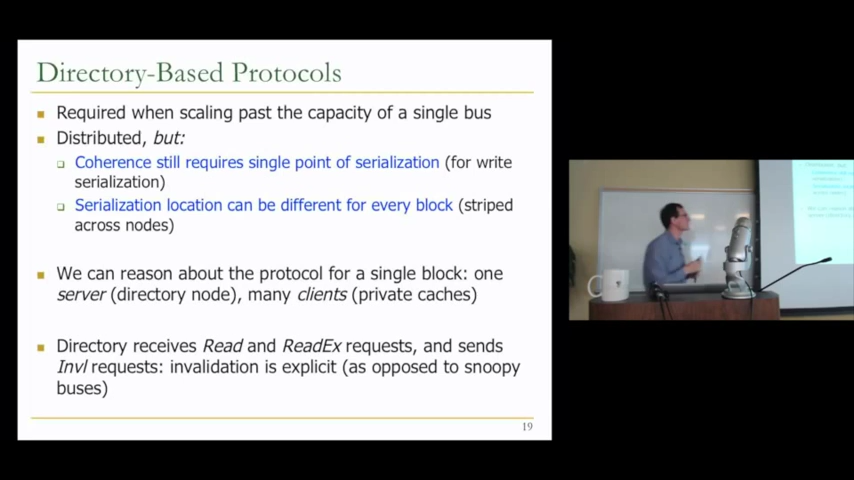 Directory-Based Protocols
Required when scaling past the capacity of a single bus
Distributed, but:
Coherence still requires single point of serialization (for write
serialization)
Serialization location can be different for every block (striped
across nodes)
We can reason about the protocol for a single block: one
server (directory node), many clients (private caches)
Directory receives Read and ReadEx requests, and sends
Invl requests: invalidation is explicit (as opposed to snoopy
buses)
19